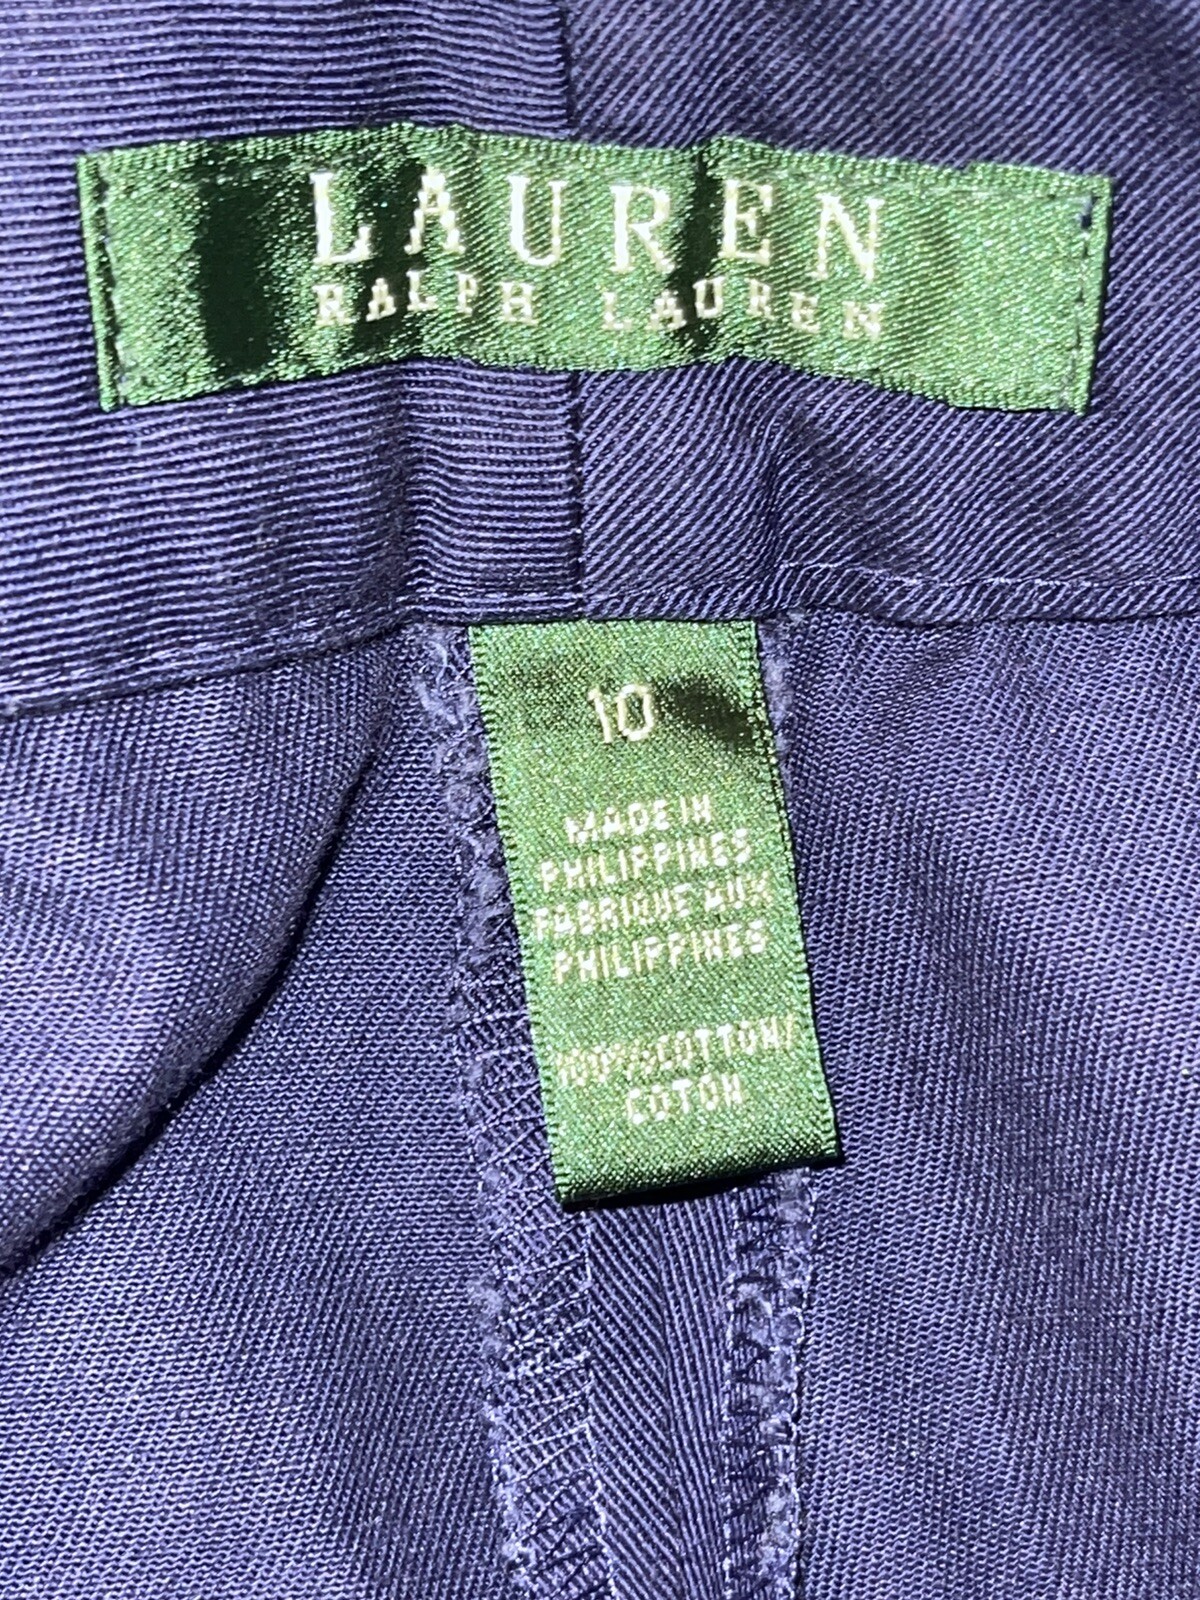 LAUREN
RALPH LAUREN
10
MADE IN
PHILIPPINES
FABRIQUE AUX
PHILIPPINES
100%COTTON/
COTON